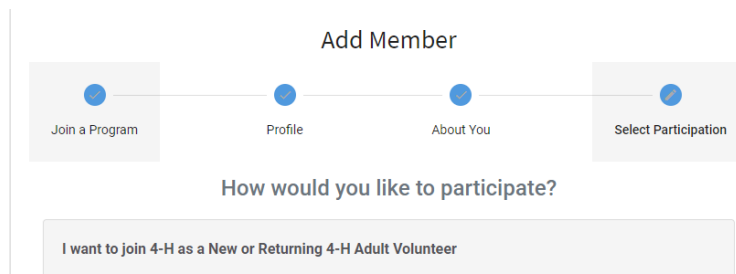 Add Member
Join a Program
Profile
About You
Select Participation
How would you like to participate?
I want to join 4-H as a New or Returning 4-H Adult Volunteer